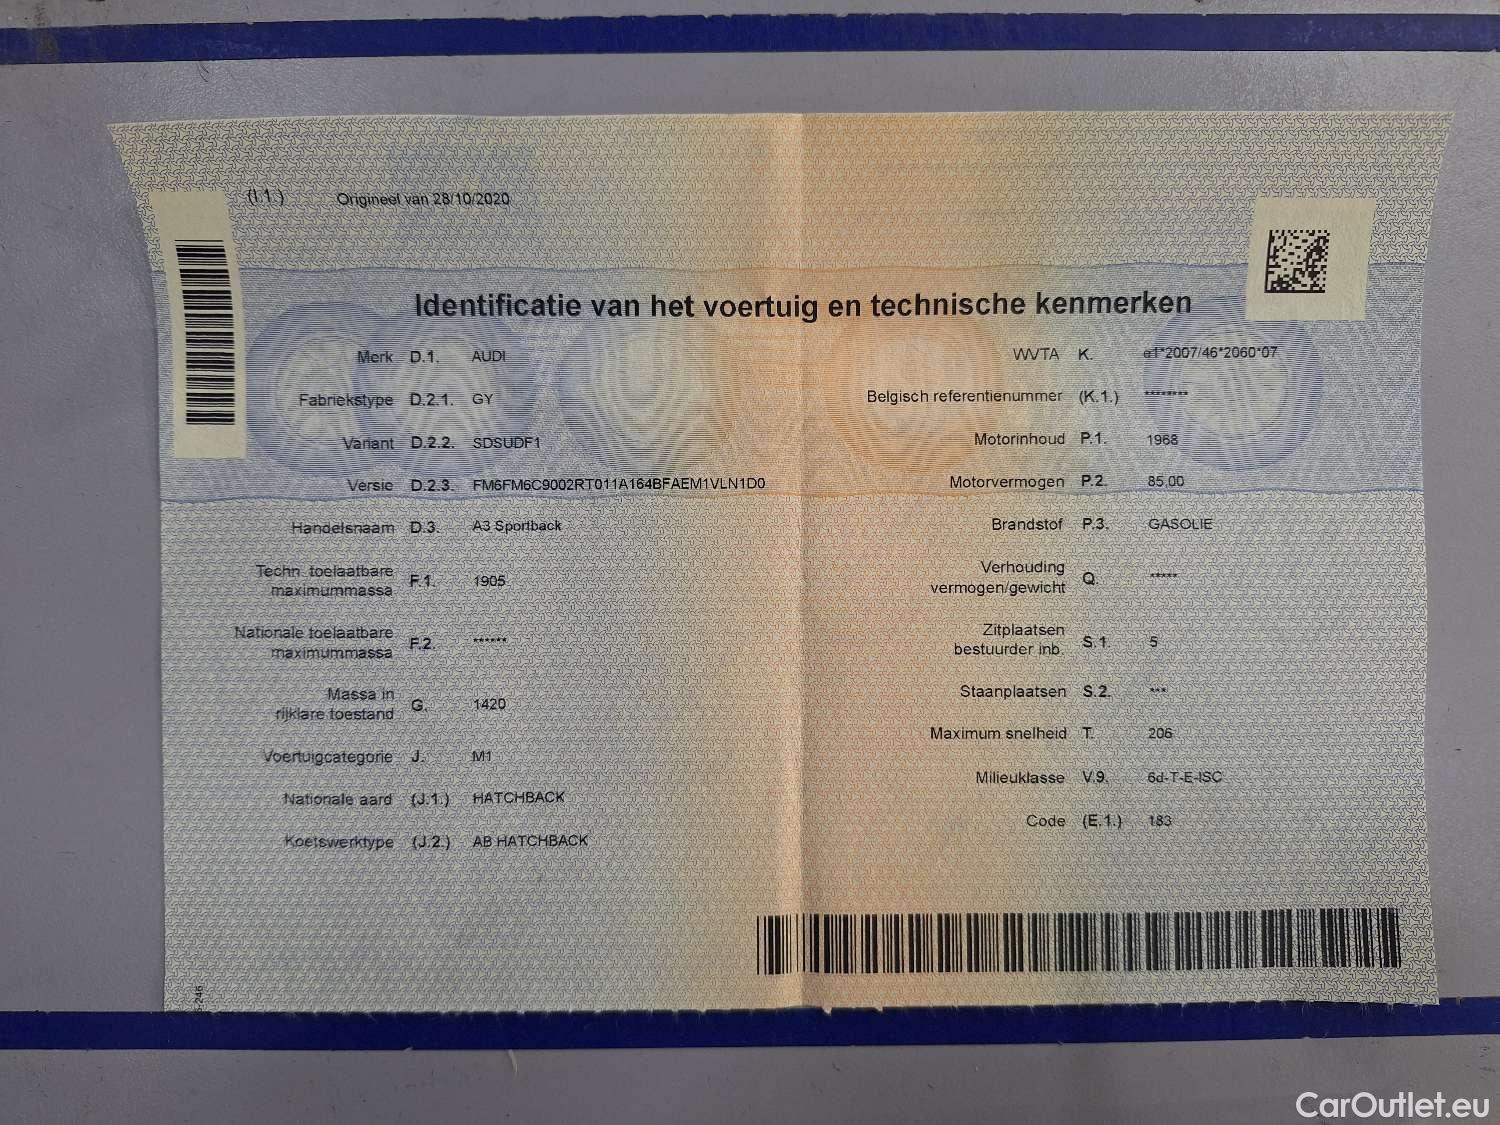 (I.1.) Origineel van 28/10/2020
Identificatie van het voertuig en technische kenmerken
Merk D.1. AUDI
Fabriekstype D.2.1. GY
Variant D.2.2. SDSUDF1
Versie D.2.3. FM6FM6C9002RT011A164BFAEM1VLN1D0
Handelsnaam D.3. A3 Sportback
Techn. toelaatbare
maximummassa F.1. 1905
Nationale toelaatbare
maximummassa F.2. ******
Massa in
rijklare toestand G. 1420
Voertuigcategorie J. M1
Nationale aard (J.1.) HATCHBACK
Koetswerktype (J.2.) AB HATCHBACK
WVTA K. e1*2007/46*2060*07
Belgisch referentienummer (K.1.) ********
Motorinhoud P.1. 1968
Motorvermogen P.2. 85,00
Brandstof P.3. GASOLIE
Verhouding
vermogen/gewicht Q. *****
Zitplaatsen
bestuurder inb. S.1. 5
Staanplaatsen S.2. ***
Maximum snelheid T. 206
Milieuklasse V.9. 6d-T-E-ISC
Code (E.1.) 183
CarOutlet.eu